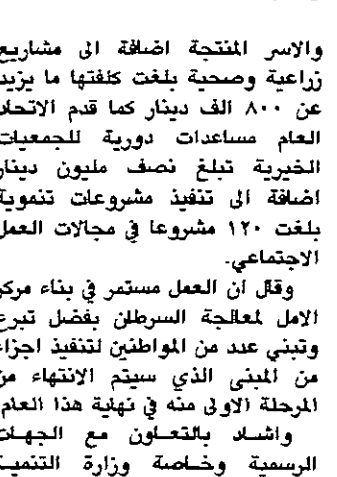 والاسر المنتجة اضافة الى مشاريع
زراعية وصحية بلغت كلفتها ما يزيد
عن ٨٠٠ الف دينار كما قدم الاتحاد
العام مساعدات دورية للجمعيات
الخيرية تبلغ نصف مليون دينار
اضافة الى تنفيذ مشروعات تنموية
بلغت ١٢٠ مشروعا في مجالات العمل
الاجتماعي.
وقال ان العمل مستمر في بناء مركز
الامل لمعالجة السرطان بفضل تبرع
وتبني عدد من المواطنين لتنفيذ اجزاء
من المبنى الذي سيتم الانتهاء من
المرحلة الاولى منه في نهاية هذا العام.
واشاد بالتعاون مع الجهات
الرسمية وخاصة وزارة التنمية